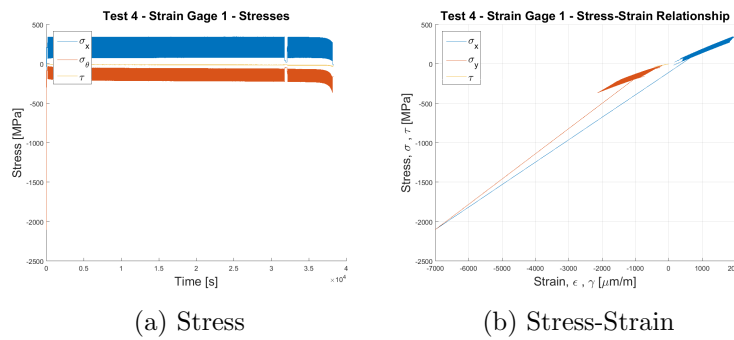 Test 4 - Strain Gage 1 - Stresses
500
0
-500
-1000
-1500
-2000
-2500
Stress [MPa]
σx
σθ
τ
0 0.5 1 1.5 2 2.5 3 3.5 4
×10⁴
Time [s]
(a) Stress
Test 4 - Strain Gage 1 - Stress-Strain Relationship
500
0
-500
-1000
-1500
-2000
-2500
Stress, σ , τ [MPa]
σx
σy
τ
-7000 -6000 -5000 -4000 -3000 -2000 -1000 0 1000
Strain, ϵ , γ [μm/m]
(b) Stress-Strain